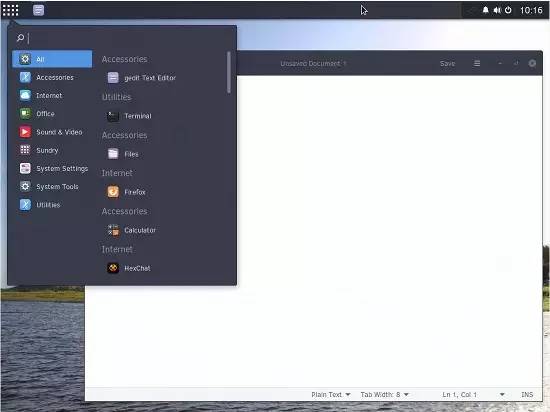 10:16
Unsaved Document 1
Save
All
Accessories
Internet
Office
Sound & Video
Sundry
System Settings
System Tools
Utilities
Accessories
gedit Text Editor
Utilities
Terminal
Accessories
Files
Internet
Firefox
Accessories
Calculator
Internet
HexChat
Plain Text
Tab Width: 8
Ln 1, Col 1
INS